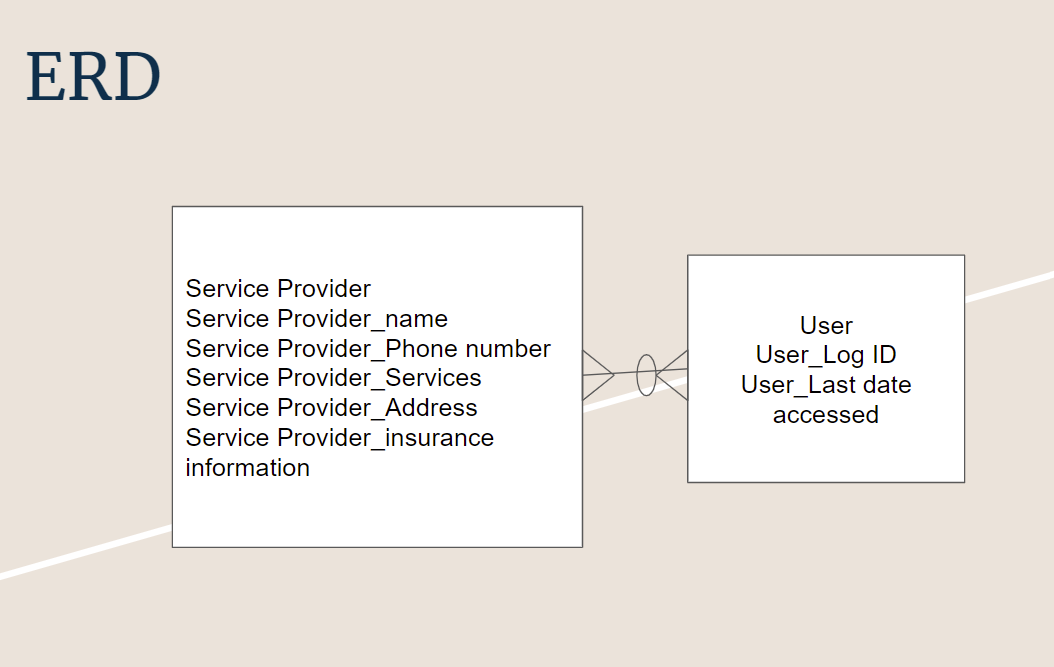 ERD
Service Provider
Service Provider_name
Service Provider_Phone number
Service Provider_Services
Service Provider_Address
Service Provider_insurance
information
User
User_Log ID
User_Last date
accessed